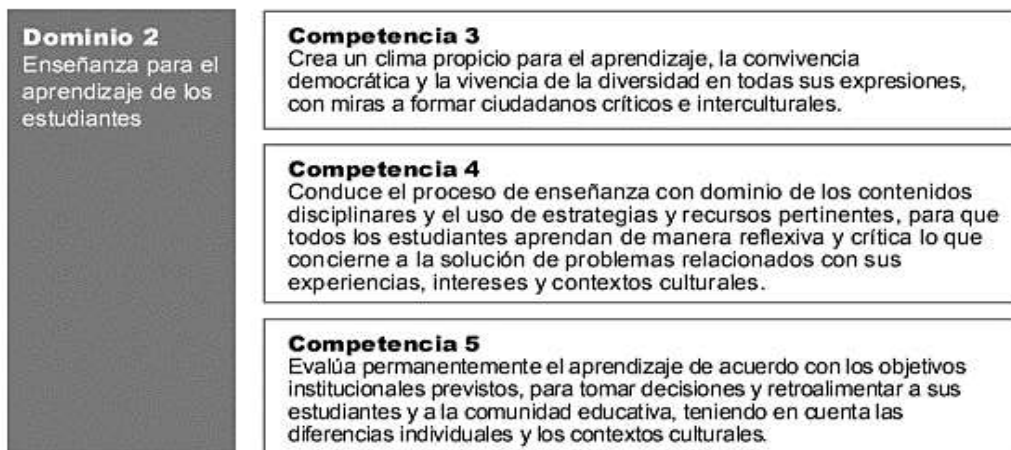 Dominio 2
Enseñanza para el
aprendizaje de los
estudiantes
Competencia 3
Crea un clima propicio para el aprendizaje, la convivencia
democrática y la vivencia de la diversidad en todas sus expresiones,
con miras a formar ciudadanos críticos e interculturales.
Competencia 4
Conduce el proceso de enseñanza con dominio de los contenidos
disciplinares y el uso de estrategias y recursos pertinentes, para que
todos los estudiantes aprendan de manera reflexiva y crítica lo que
concierne a la solución de problemas relacionados con sus
experiencias, intereses y contextos culturales.
Competencia 5
Evalúa permanentemente el aprendizaje de acuerdo con los objetivos
institucionales previstos, para tomar decisiones y retroalimentar a sus
estudiantes y a la comunidad educativa, teniendo en cuenta las
diferencias individuales y los contextos culturales.